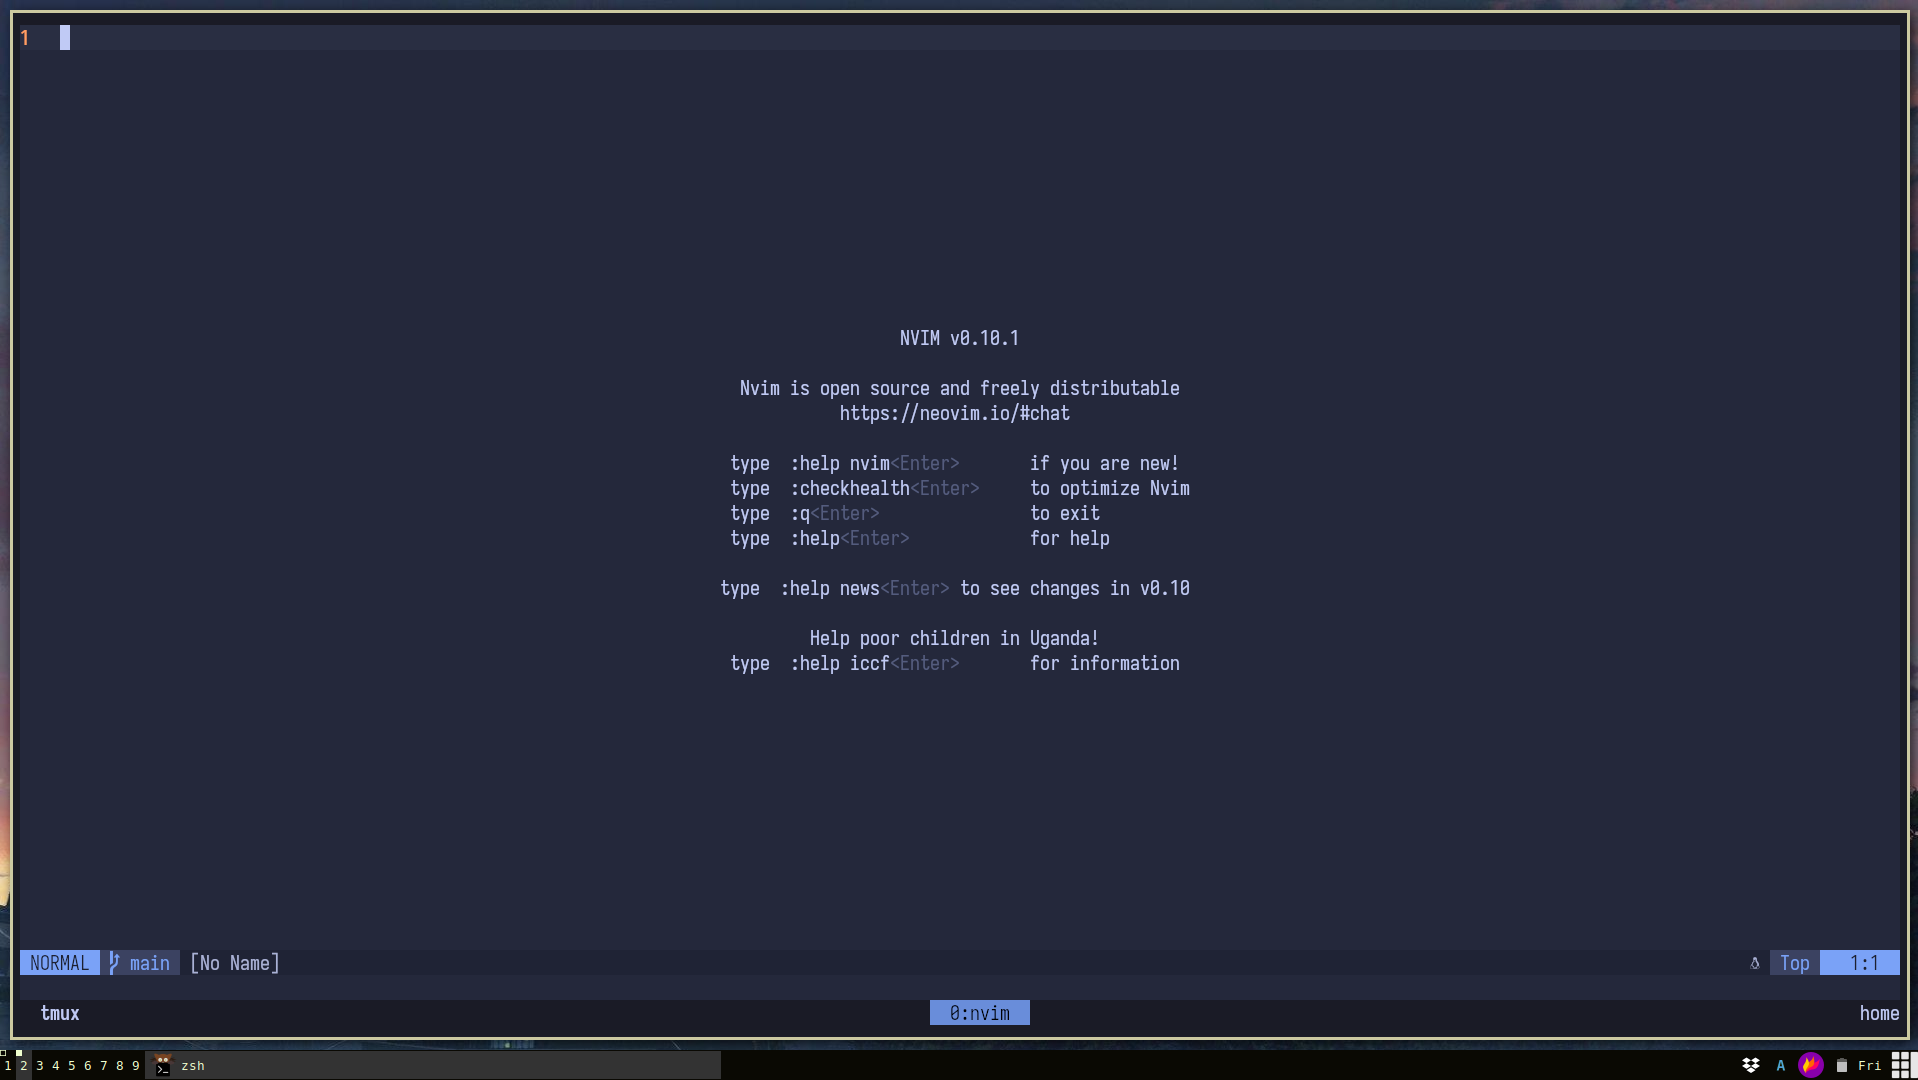 1
NVIM v0.10.1
Nvim is open source and freely distributable
https://neovim.io/#chat
type :help nvim<Enter> if you are new!
type :checkhealth<Enter> to optimize Nvim
type :q<Enter> to exit
type :help<Enter> for help
type :help news<Enter> to see changes in v0.10
Help poor children in Uganda!
type :help iccf<Enter> for information
NORMAL main [No Name] Top 1:1
tmux 0:nvim home
1 2 3 4 5 6 7 8 9 zsh A Fri